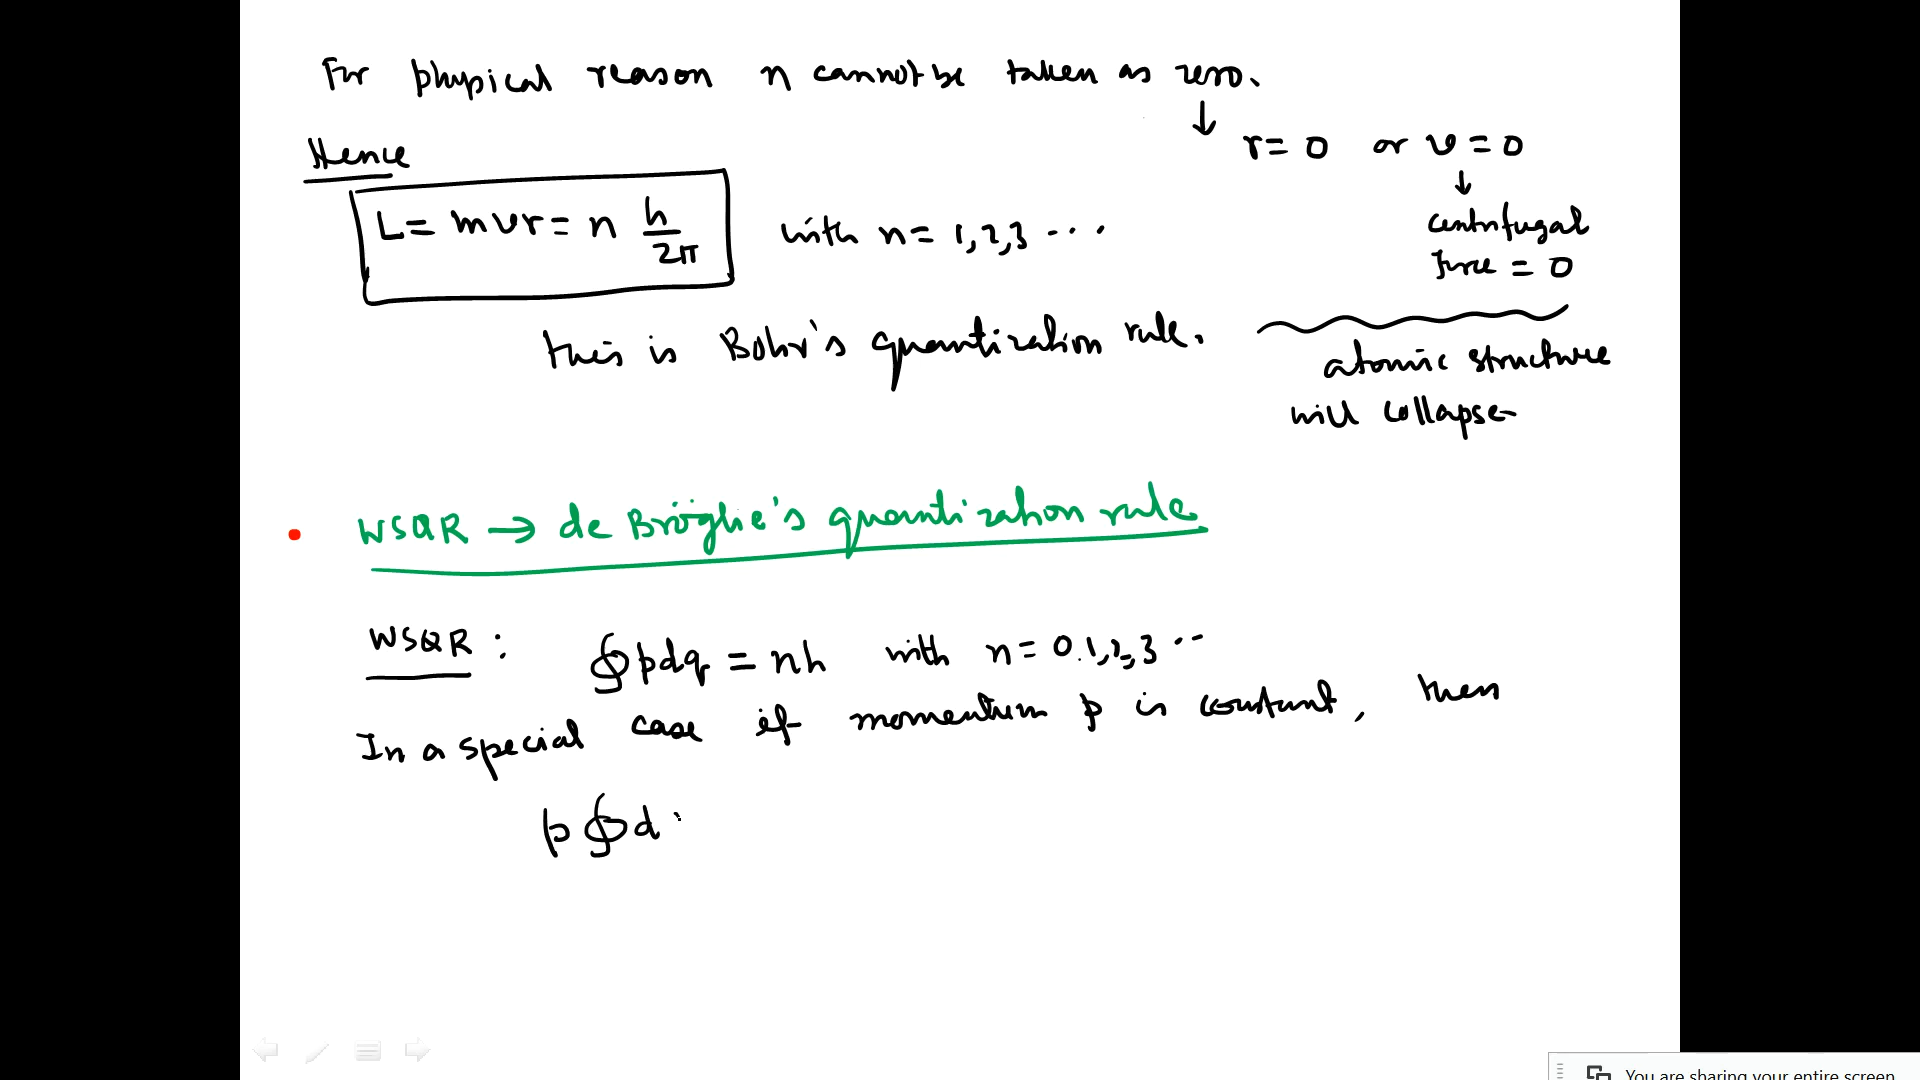 For physical reason n cannot be taken as zero.
↓
r = 0 or v = 0
↓
Hence
L = mvr = n h/2π with n = 1,2,3 ...
centrifugal
force = 0
this is Bohr's quantization rule.
atomic structure
will collapse
• WSQR → de Broglie's quantization rule
WSQR : ∮pdq = nh with n = 0.1,2,3 ...
In a special case if momentum p is constant, then
p∮d
You are sharing your entire screen